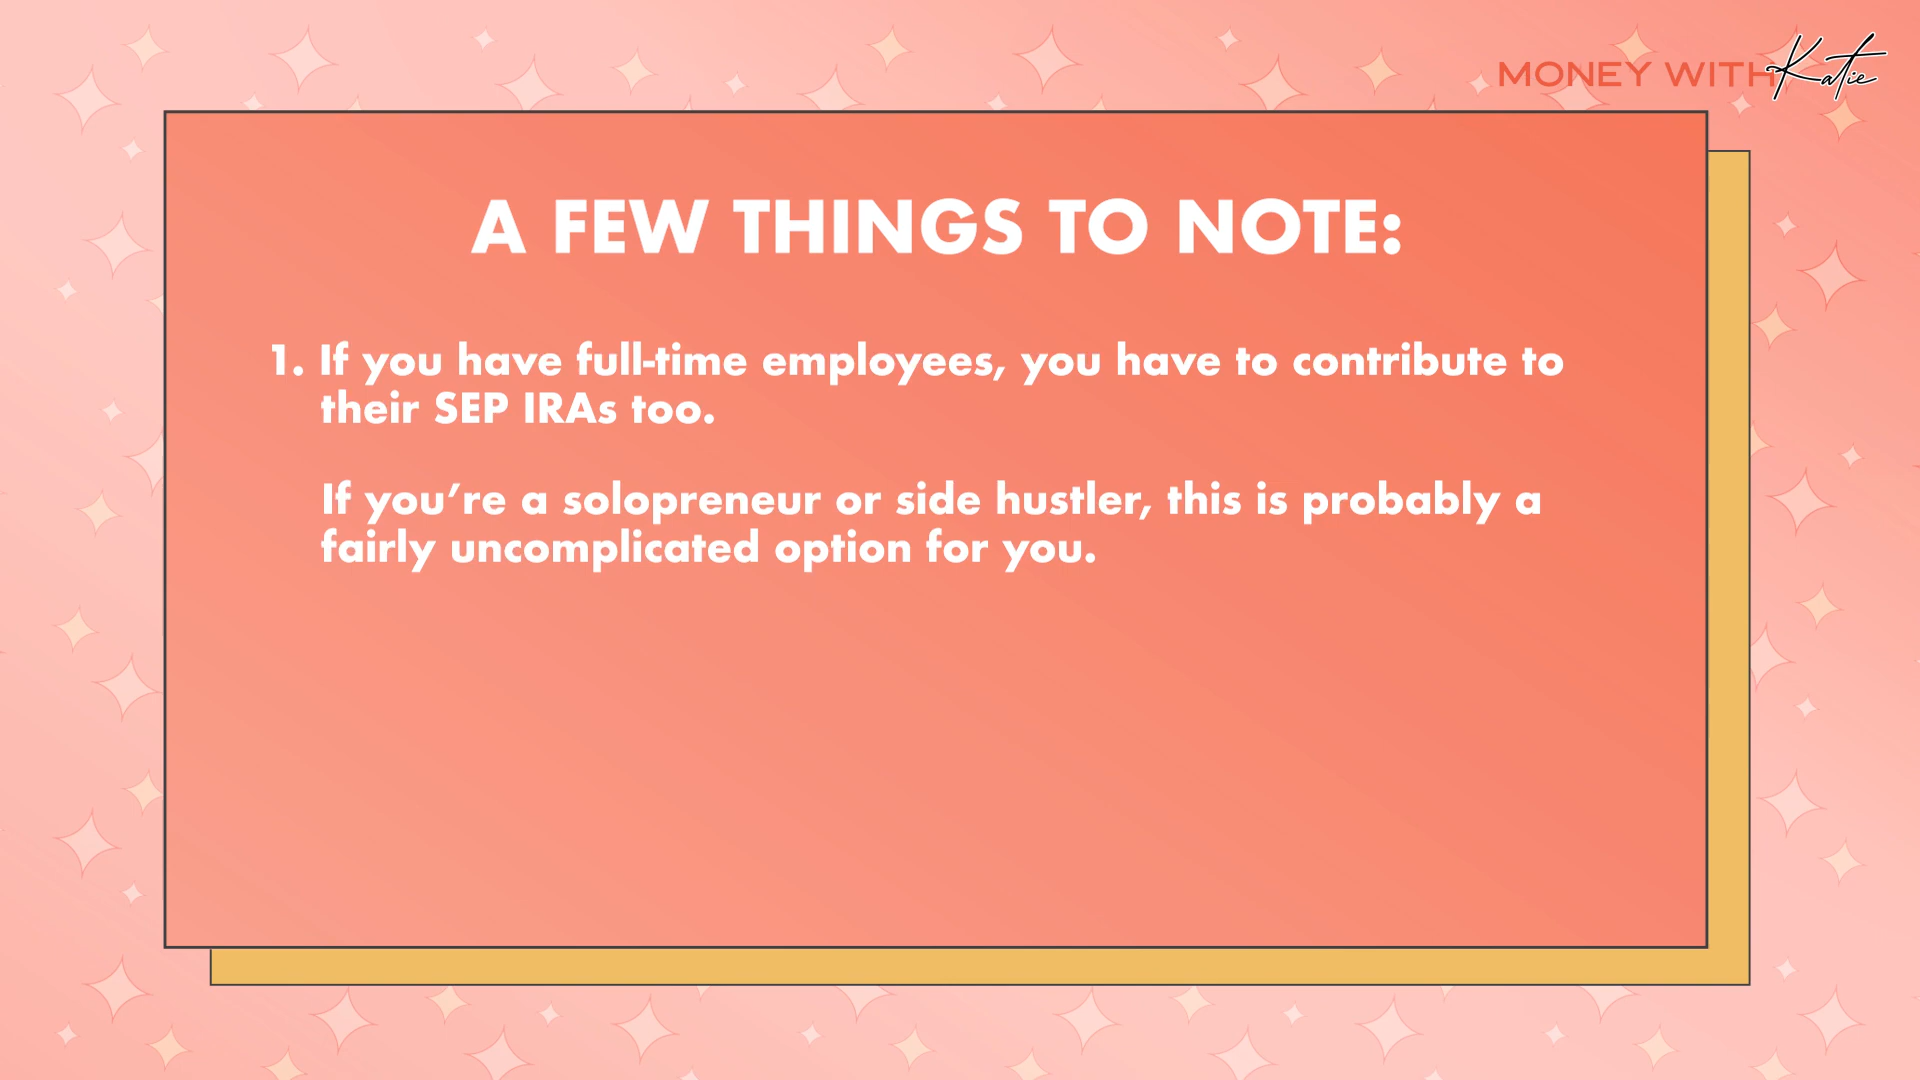 MONEY WITH Katie
A FEW THINGS TO NOTE:
1. If you have full-time employees, you have to contribute to
their SEP IRAs too.
If you’re a solopreneur or side hustler, this is probably a
fairly uncomplicated option for you.